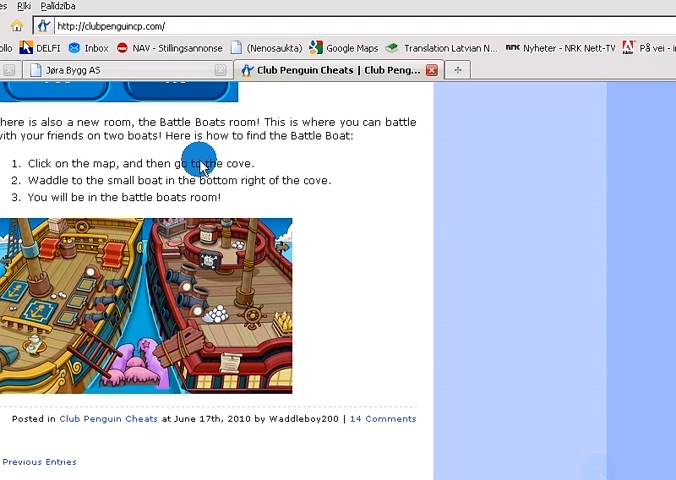 es Rīki Palīdzība
http://clubpenguincp.com/
ollo DELFI Inbox NAV - Stillingsannonse (Nenosaukta) Google Maps Translation Latvian N... NRK Nyheter - NRK Nett-TV På vei - in
Jøra Bygg AS Club Penguin Cheats | Club Peng...
here is also a new room, the Battle Boats room! This is where you can battle
with your friends on two boats! Here is how to find the Battle Boat:
1. Click on the map, and then go to the cove.
2. Waddle to the small boat in the bottom right of the cove.
3. You will be in the battle boats room!
Posted in Club Penguin Cheats at June 17th, 2010 by Waddleboy200 | 14 Comments
Previous Entries